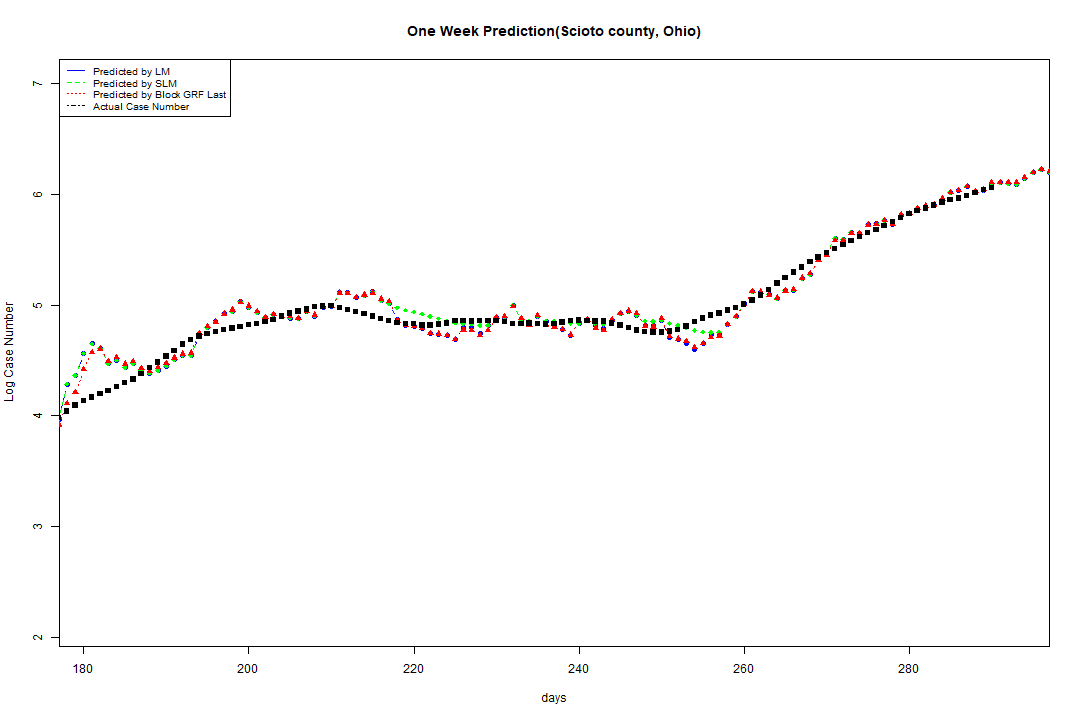 One Week Prediction(Scioto county, Ohio)
Predicted by LM
Predicted by SLM
Predicted by Block GRF Last
Actual Case Number
7
6
5
4
3
2
Log Case Number
180 200 220 240 260 280
days